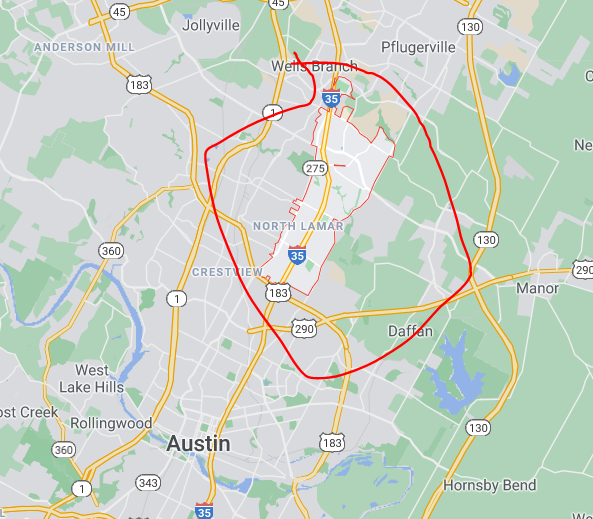 45
45
Jollyville
130
ANDERSON MILL
Pflugerville
Wells Branch
183
35
1
275
NORTH LAMAR
130
360
35
290
CRESTVIEW
183
Manor
1
290
Daffan
West
Lake Hills
Rollingwood
130
Austin
183
360
343
Hornsby Bend
1
35